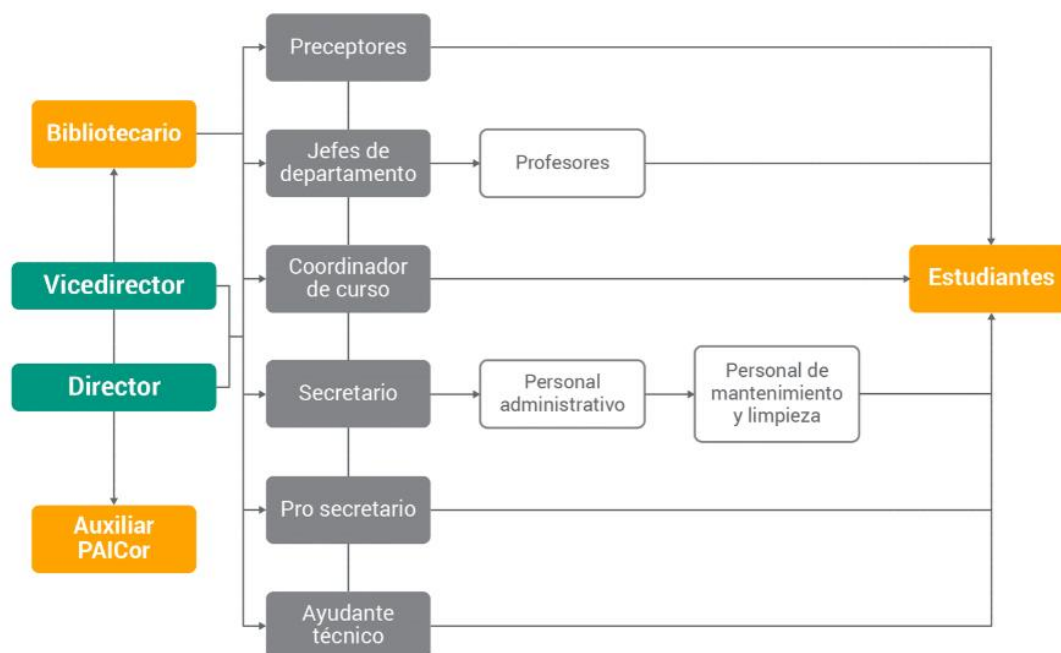 Preceptores
Bibliotecario
Jefes de
departamento
Profesores
Vicedirector
Coordinador
de curso
Estudiantes
Director
Secretario
Personal
administrativo
Personal de
mantenimiento
y limpieza
Auxiliar
PAICor
Pro secretario
Ayudante
técnico